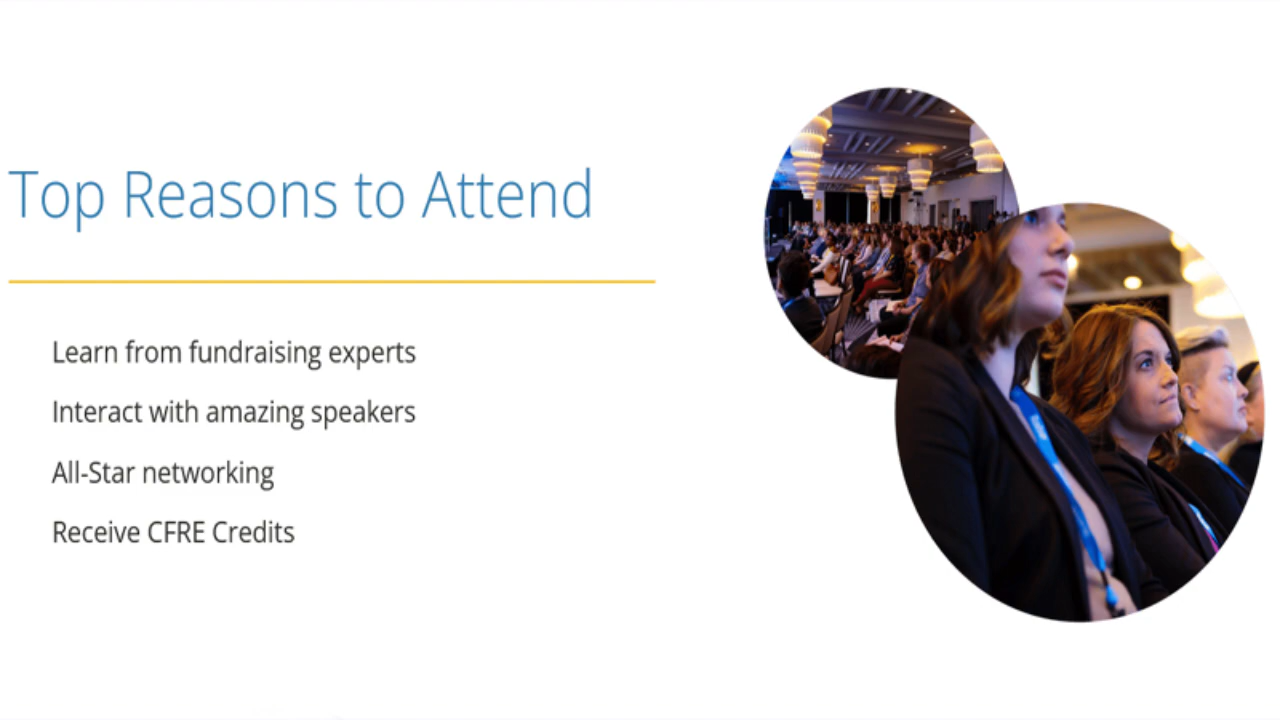 Top Reasons to Attend
Learn from fundraising experts
Interact with amazing speakers
All-Star networking
Receive CFRE Credits